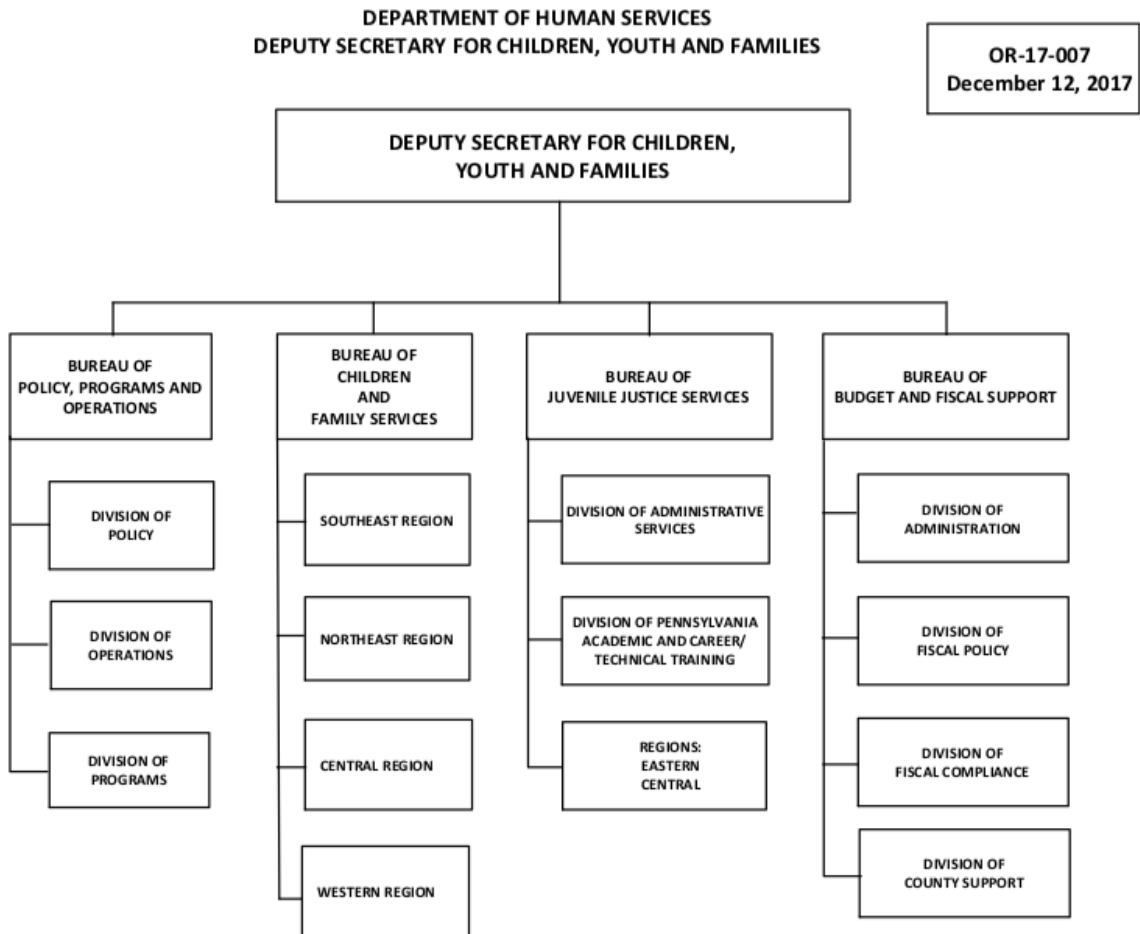 DEPARTMENT OF HUMAN SERVICES
DEPUTY SECRETARY FOR CHILDREN, YOUTH AND FAMILIES
OR-17-007
December 12, 2017
DEPUTY SECRETARY FOR CHILDREN,
YOUTH AND FAMILIES
BUREAU OF
POLICY, PROGRAMS AND
OPERATIONS
DIVISION OF
POLICY
DIVISION OF
OPERATIONS
DIVISION OF
PROGRAMS
BUREAU OF
CHILDREN
AND
FAMILY SERVICES
SOUTHEAST REGION
NORTHEAST REGION
CENTRAL REGION
WESTERN REGION
BUREAU OF
JUVENILE JUSTICE SERVICES
DIVISION OF ADMINISTRATIVE
SERVICES
DIVISION OF PENNSYLVANIA
ACADEMIC AND CAREER/
TECHNICAL TRAINING
REGIONS:
EASTERN
CENTRAL
BUREAU OF
BUDGET AND FISCAL SUPPORT
DIVISION OF
ADMINISTRATION
DIVISION OF
FISCAL POLICY
DIVISION OF
FISCAL COMPLIANCE
DIVISION OF
COUNTY SUPPORT